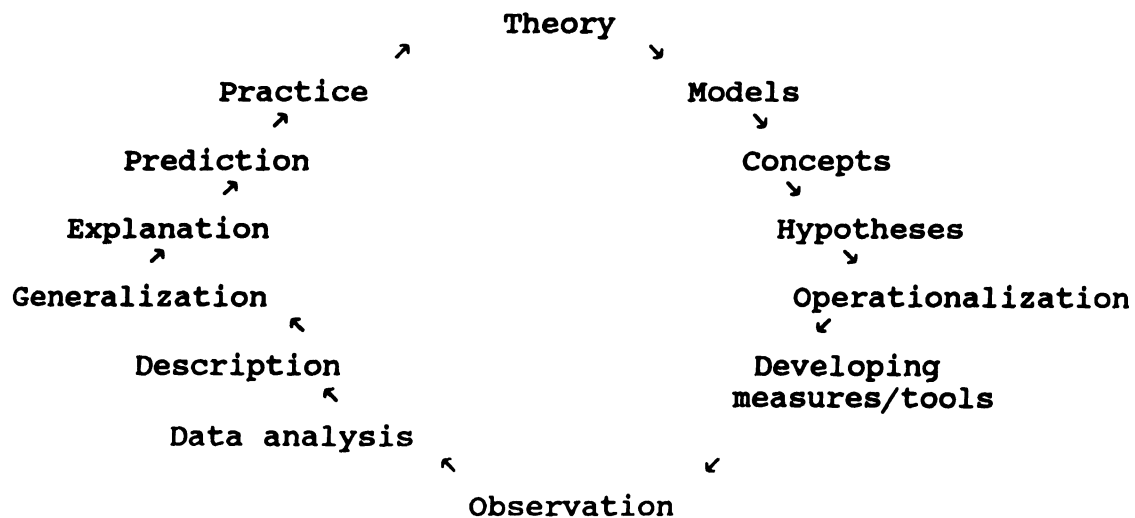 Theory
Practice
Models
Prediction
Concepts
Explanation
Hypotheses
Generalization
Operationalization
Description
Developing
measures/tools
Data analysis
Observation